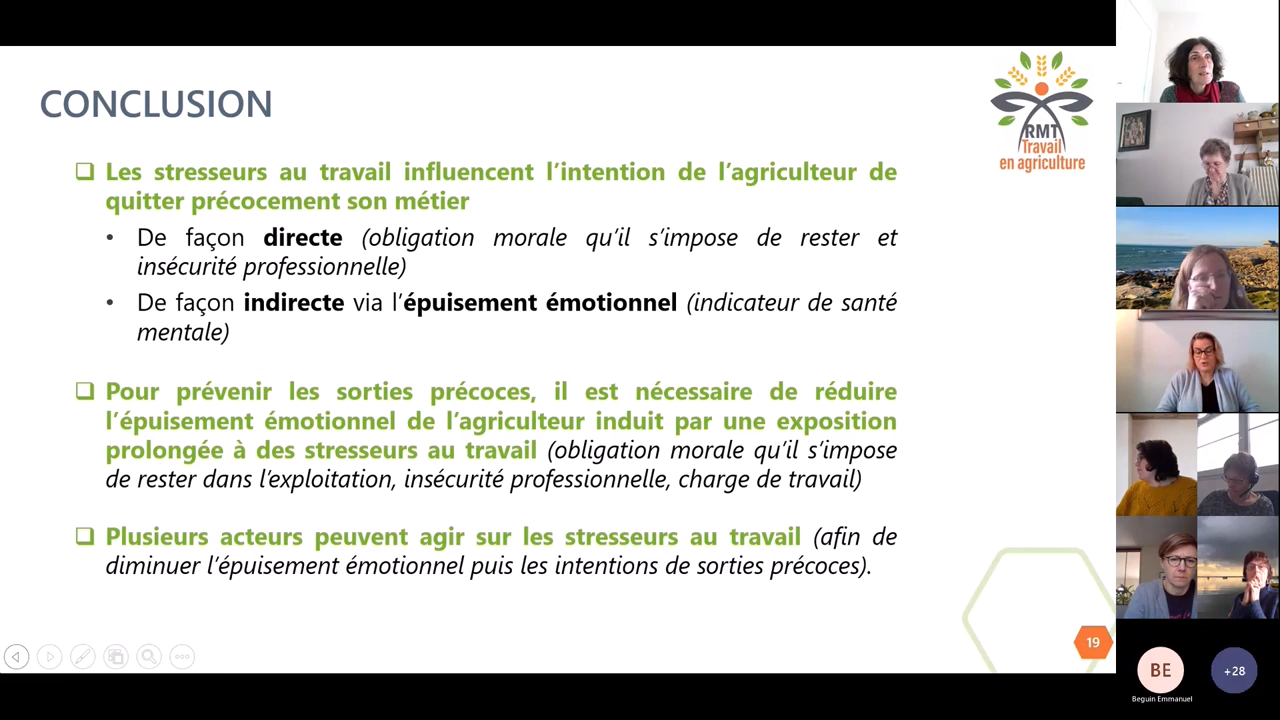 CONCLUSION
RMT
Travail
en agriculture
Les stresseurs au travail influencent l'intention de l'agriculteur de
quitter précocement son métier
• De façon directe (obligation morale qu'il s'impose de rester et
insécurité professionnelle)
• De façon indirecte via l'épuisement émotionnel (indicateur de santé
mentale)
Pour prévenir les sorties précoces, il est nécessaire de réduire
l'épuisement émotionnel de l'agriculteur induit par une exposition
prolongée à des stresseurs au travail (obligation morale qu'il s'impose
de rester dans l'exploitation, insécurité professionnelle, charge de travail)
Plusieurs acteurs peuvent agir sur les stresseurs au travail (afin de
diminuer l'épuisement émotionnel puis les intentions de sorties précoces).
19
BE
+28
Beguin Emmanuel